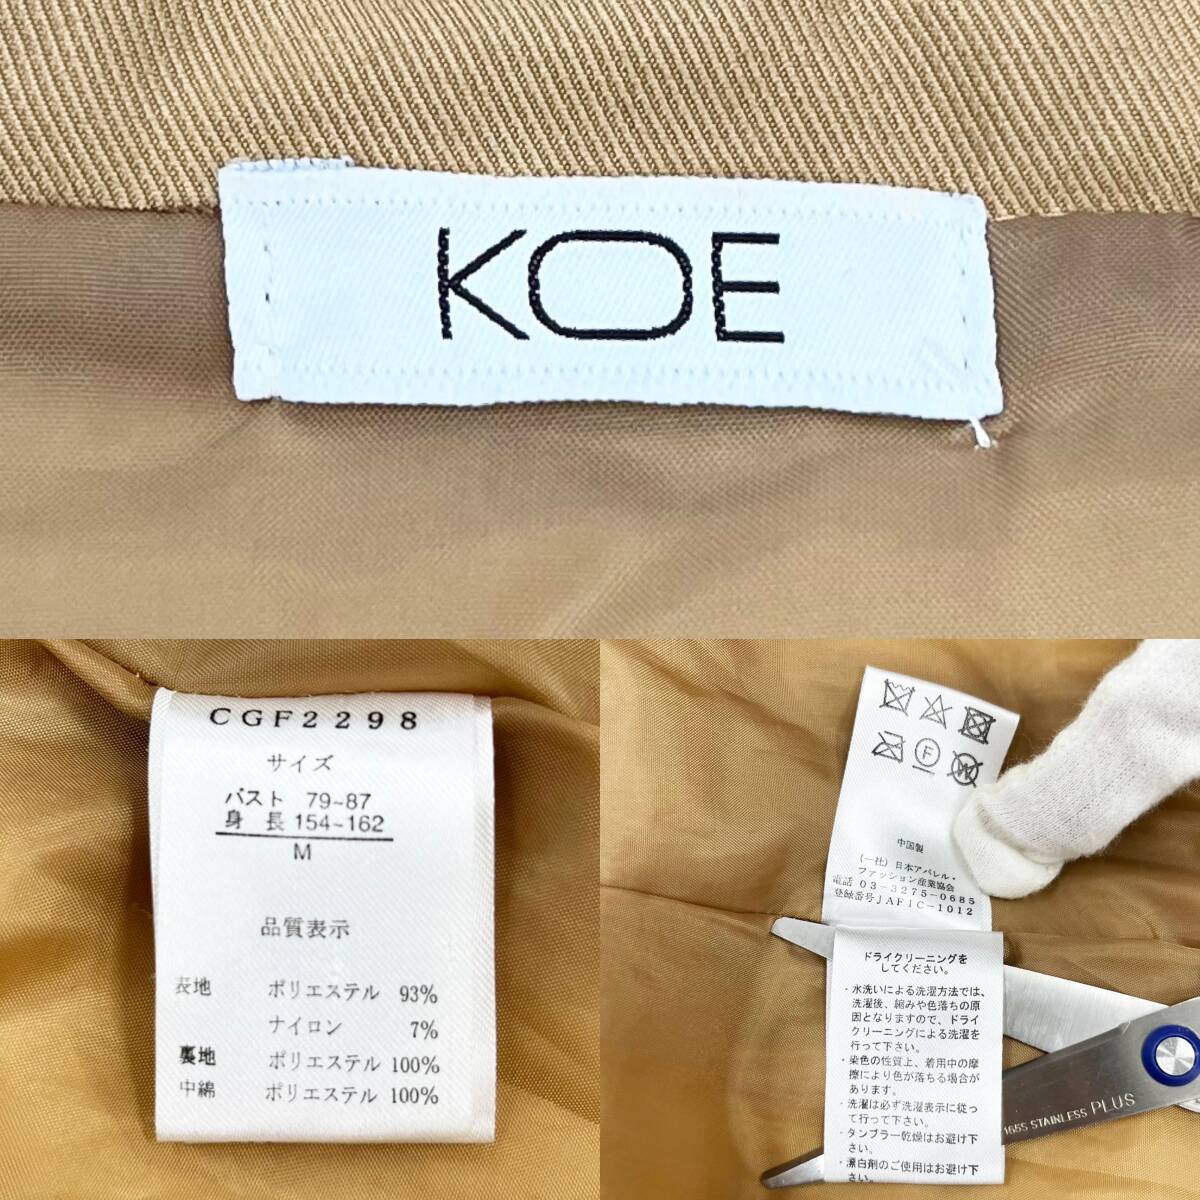 KOE
CGF2298
サイズ
バスト 79~87
身 長 154~162
M
品質表示
表地 ポリエステル 93%
ナイロン 7%
裏地 ポリエステル 100%
中綿 ポリエステル 100%
F
W
中国製
(一社)日本アパレル・
ファッション産業協会
電話 03-3275-0685
登録番号JAFIC-1012
ドライクリーニングを
してください。
・水洗いによる洗濯方法では、
洗濯後、縮みや色落ちの原
因となりますので、ドライ
クリーニングによる洗濯を
行って下さい。
・染色の性質上、着用中の摩
擦により色が落ちる場合が
あります。
・洗濯は必ず洗濯表示に従っ
て行って下さい。
・タンブラー乾燥はお避け下
さい。
・漂白剤のご使用はお避け下
さい。
155S STAINLESS PLUS